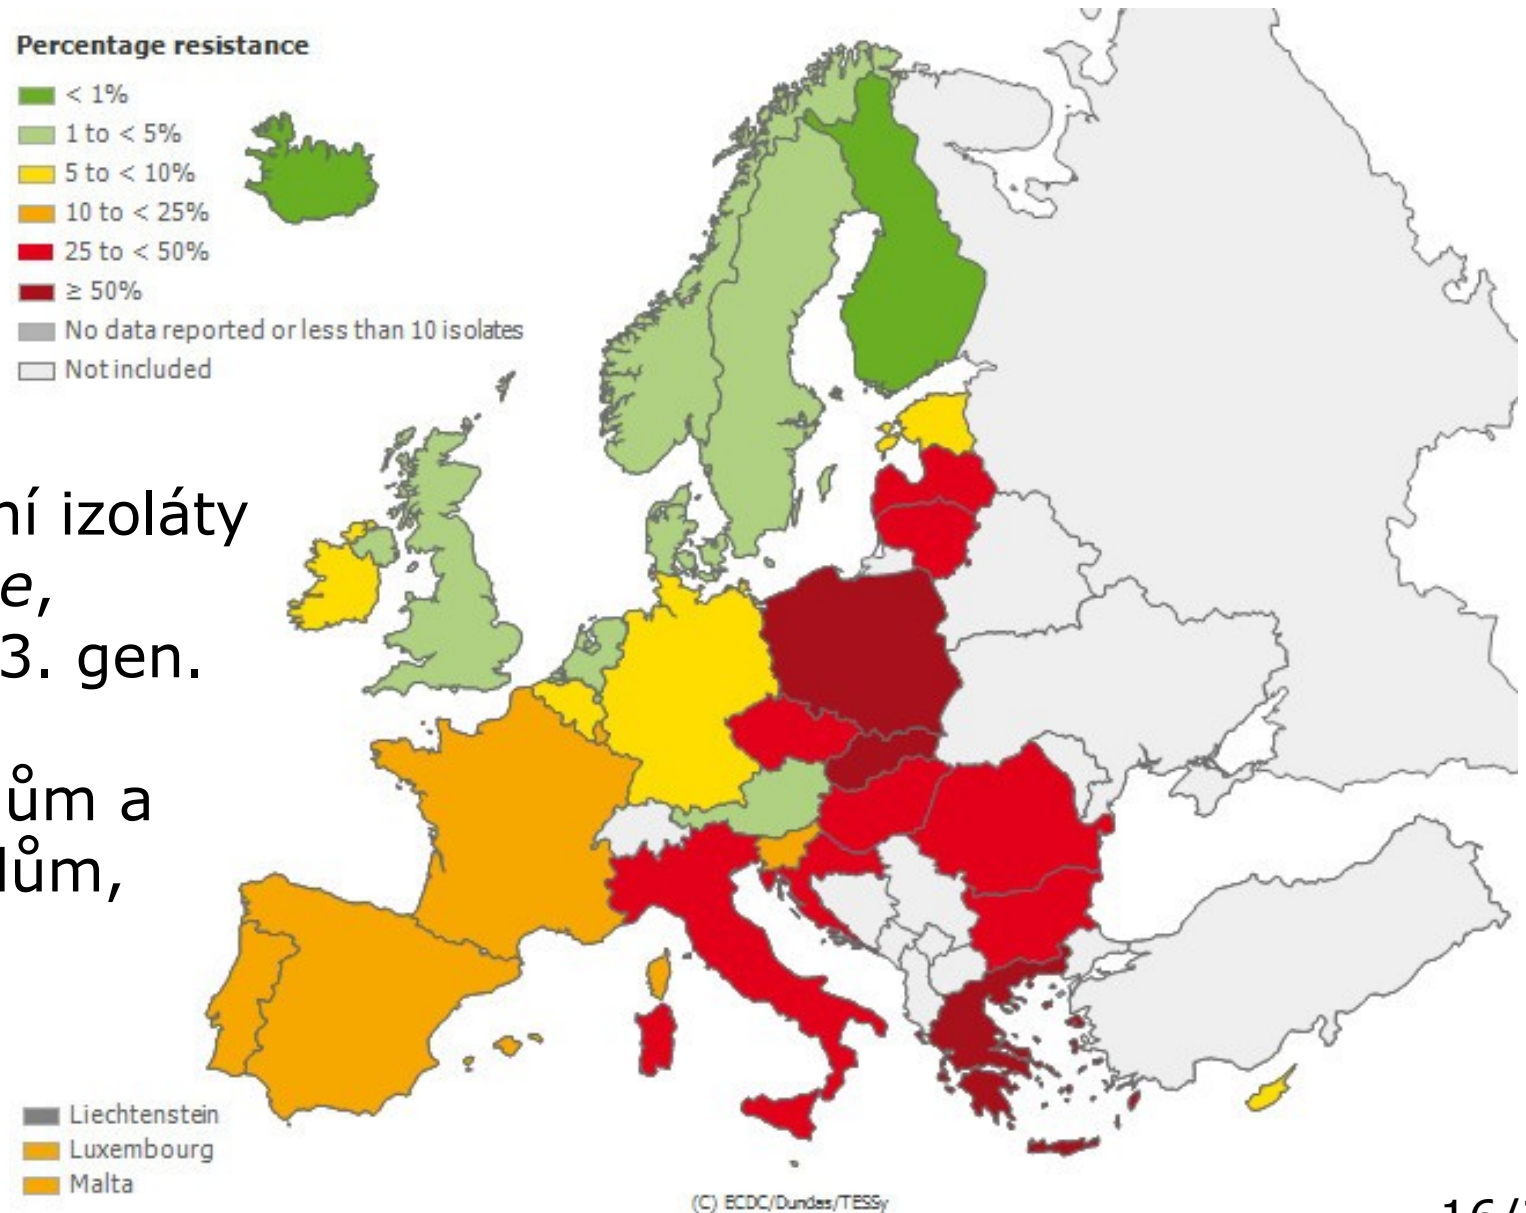 Percentage resistance
< 1%
1 to < 5%
5 to < 10%
10 to < 25%
25 to < 50%
≥ 50%
No data reported or less than 10 isolates
Not included
ní izoláty
e,
3. gen.
ům a
lům,
Liechtenstein
Luxembourg
Malta
(C) ECDC/Dundas/TESSy